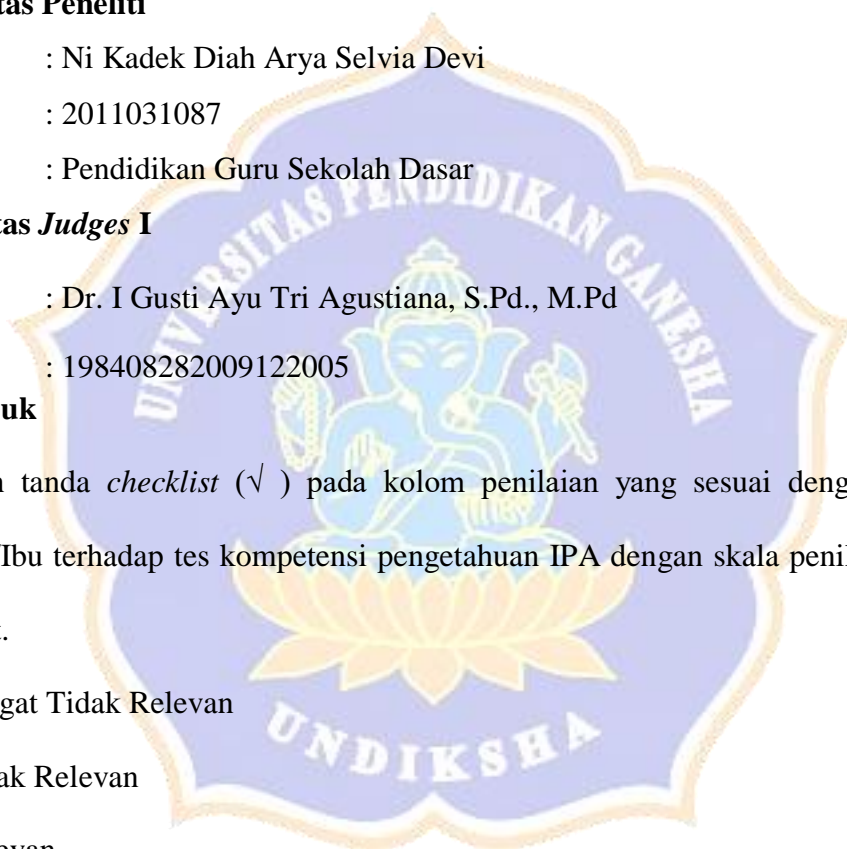 tas Peneliti
: Ni Kadek Diah Arya Selvia Devi
: 2011031087
: Pendidikan Guru Sekolah Dasar
UNIVERSITAS PENDIDIKAN GANESHA
tas Judges I
: Dr. I Gusti Ayu Tri Agustiana, S.Pd., M.Pd
: 198408282009122005
uk
tanda checklist (√ ) pada kolom penilaian yang sesuai deng
Ibu terhadap tes kompetensi pengetahuan IPA dengan skala penil
gat Tidak Relevan
UNDIKSHA
ak Relevan